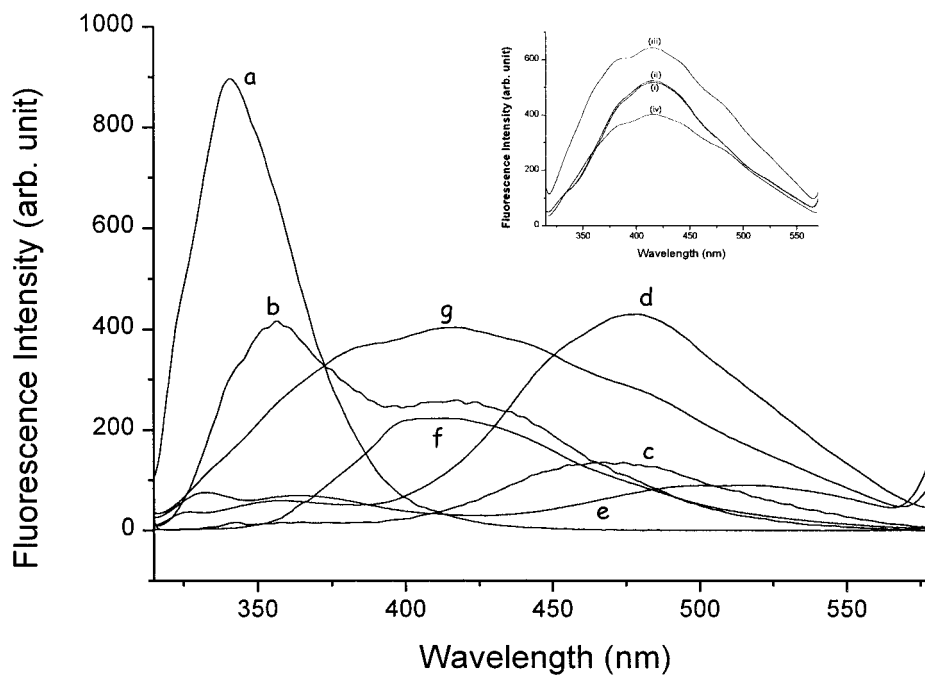 Fluorescence Intensity (arb. unit)
1000
800
600
400
200
0
a
b
g
d
f
c
e
350
400
450
500
550
Wavelength (nm)
Fluorescence Intensity (arb. unit)
600
400
200
0
(iii)
(ii)
(i)
(iv)
350
400
450
500
550
Wavelength (nm)